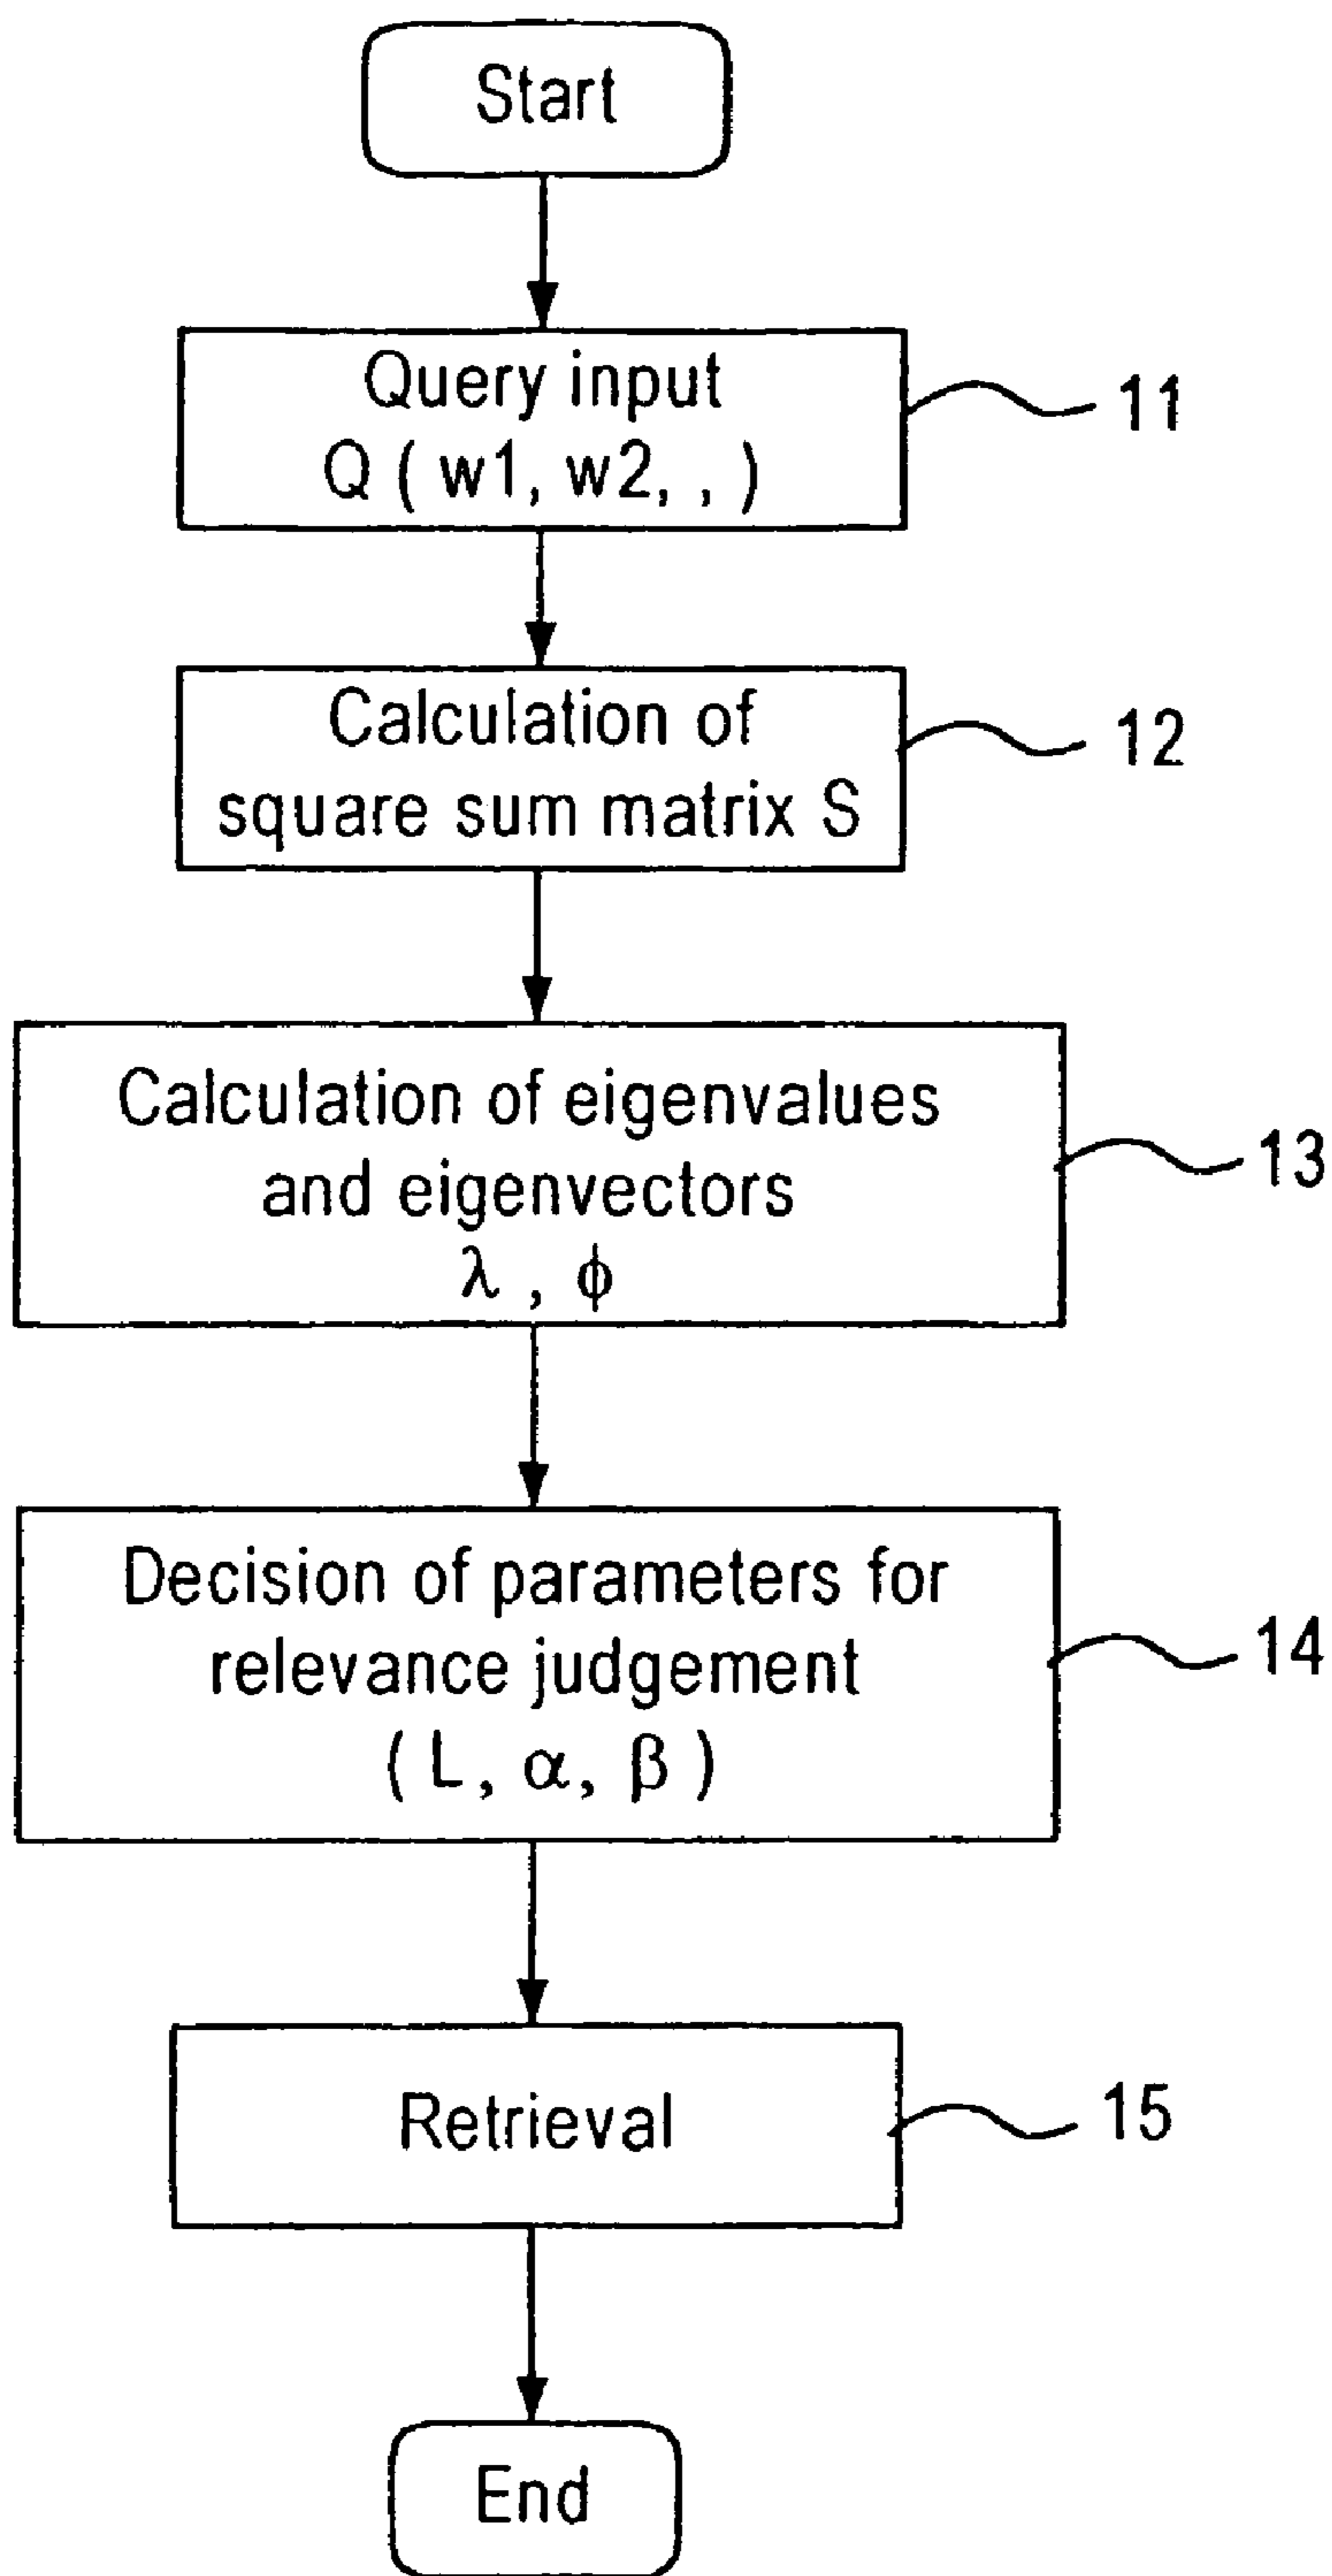 Start
Query input
Q ( w1, w2, , )
11
Calculation of
square sum matrix S
12
Calculation of eigenvalues
and eigenvectors
λ , ϕ
13
Decision of parameters for
relevance judgement
( L, α, β )
14
Retrieval
15
End